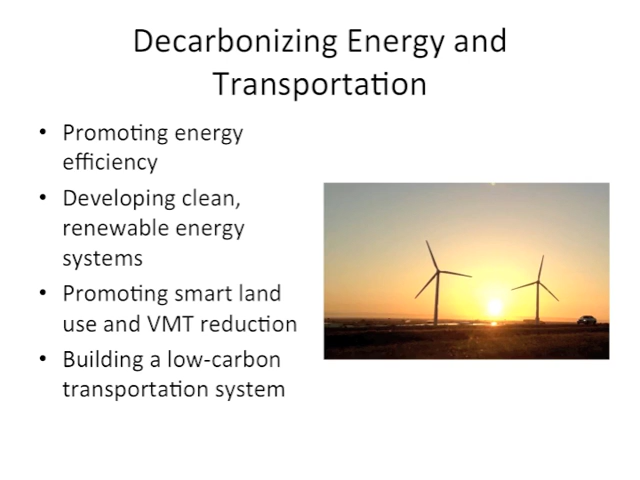 Decarbonizing Energy and
Transportation
• Promoting energy
efficiency
• Developing clean,
renewable energy
systems
• Promoting smart land
use and VMT reduction
• Building a low-carbon
transportation system